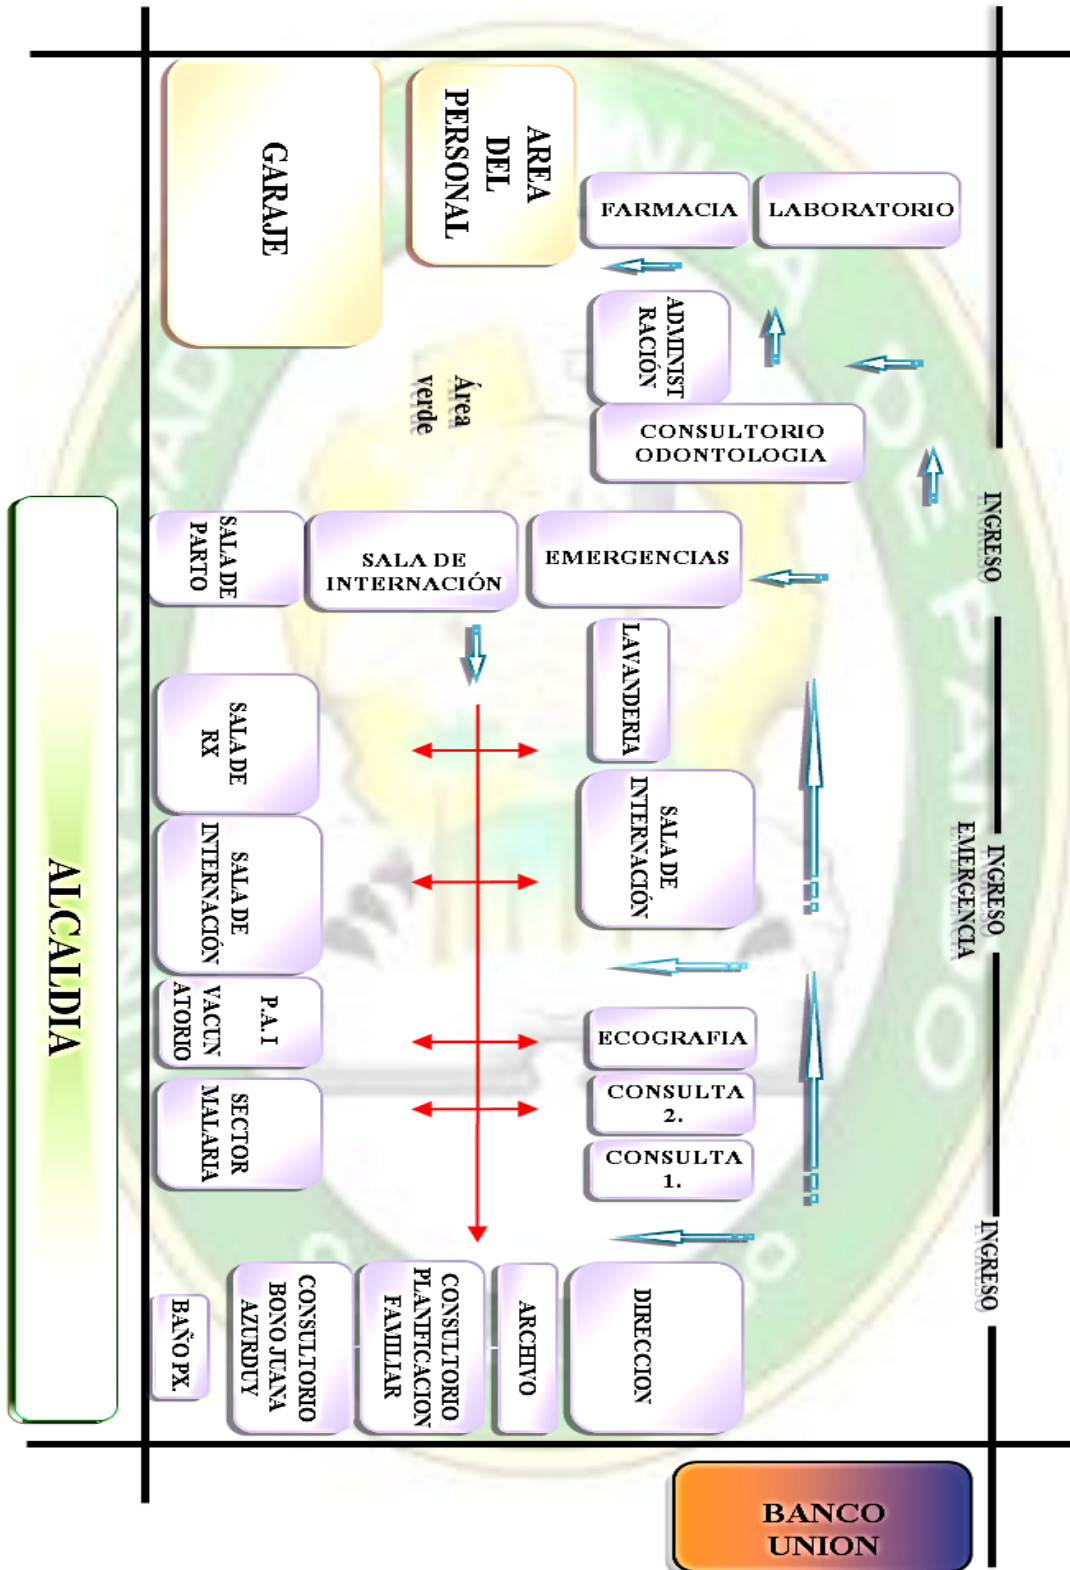 GARAJE
AREA
DEL
PERSONAL
FARMACIA
LABORATORIO
ADMINIST
RACIÓN
Área
verde
CONSULTORIO
ODONTOLOGIA
INGRESO
SALA DE
PARTO
SALA DE
INTERNACIÓN
EMERGENCIAS
LAVANDERIA
SALA DE
RX
SALA DE
INTERNACIÓN
SALA DE
INTERNACIÓN
INGRESO
EMERGENCIA
P.A.I
VACUN
ATORIO
ECOGRAFIA
CONSULTA
2.
SECTOR
MALARIA
CONSULTA
1.
INGRESO
BAÑO PX.
CONSULTORIO
BONO JUANA
AZURDUY
CONSULTORIO
PLANIFICACION
FAMILIAR
ARCHIVO
DIRECCION
ALCALDIA
BANCO
UNION